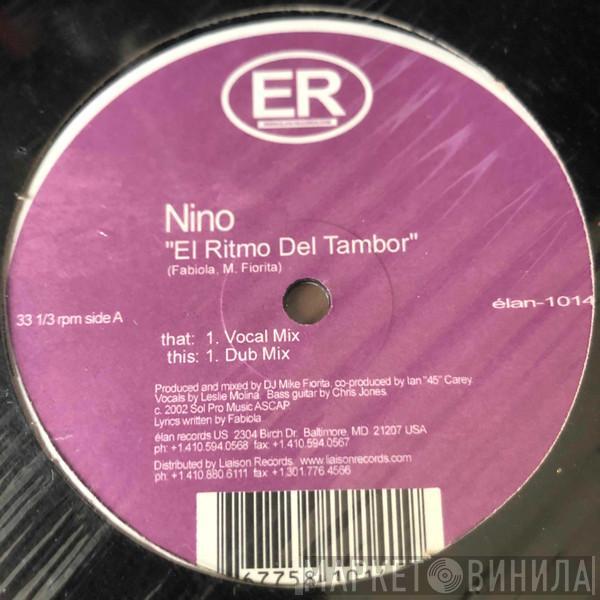 ER
Nino
"El Ritmo Del Tambor"
(Fabiola, M. Fiorita)
33 1/3 rpm side A
élan-1014
that: 1. Vocal Mix
this: 1. Dub Mix
Produced and mixed by DJ Mike Fiorita, co-produced by Ian "45" Carey.
Vocals by Leslie Molina. Bass guitar by Chris Jones.
c. 2002 Sol Pro Music ASCAP
Lyrics written by Fabiola.
élan records US 2304 Birch Dr. Baltimore, MD 21207 USA
ph: +1.410.594.0568 fax: +1.410.594.0567
Distributed by Liaison Records. www.liaisonrecords.com
ph: +1 410 880 6111 fax: +1.301.776 4566
МАРКЕТ ВИНИЛА